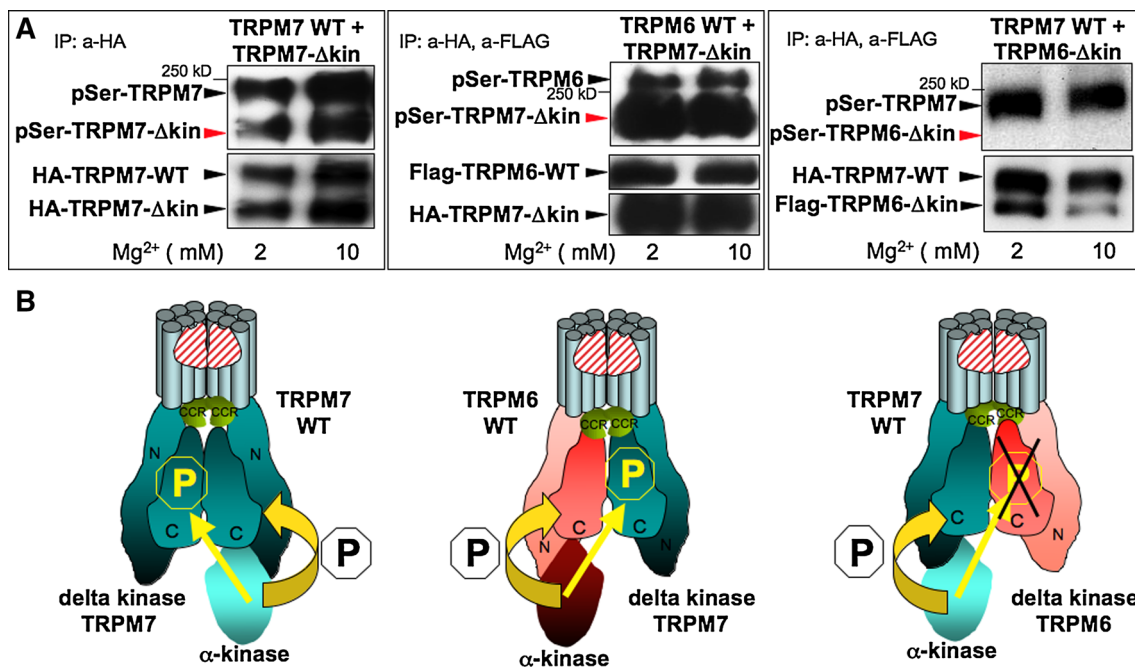 A
IP: a-HA
TRPM7 WT +
TRPM7-Δkin
250 kD
pSer-TRPM7
pSer-TRPM7-Δkin
HA-TRPM7-WT
HA-TRPM7-Δkin
Mg2+ ( mM) 2 10
IP: a-HA, a-FLAG
TRPM6 WT +
TRPM7-Δkin
pSer-TRPM6
250 kD
pSer-TRPM7-Δkin
Flag-TRPM6-WT
HA-TRPM7-Δkin
Mg2+ ( mM) 2 10
IP: a-HA, a-FLAG
TRPM7 WT +
TRPM6-Δkin
250 kD
pSer-TRPM7
pSer-TRPM6-Δkin
HA-TRPM7-WT
Flag-TRPM6-Δkin
Mg2+ ( mM) 2 10
B
TRPM7
WT
CCR CCR
N N
P
C C
P
delta kinase
TRPM7
α-kinase
TRPM6
WT
CCR CCR
P
C
N
P
delta kinase
TRPM7
α-kinase
TRPM7
WT
CCR
N
P
C C
P
delta kinase
TRPM6
α-kinase